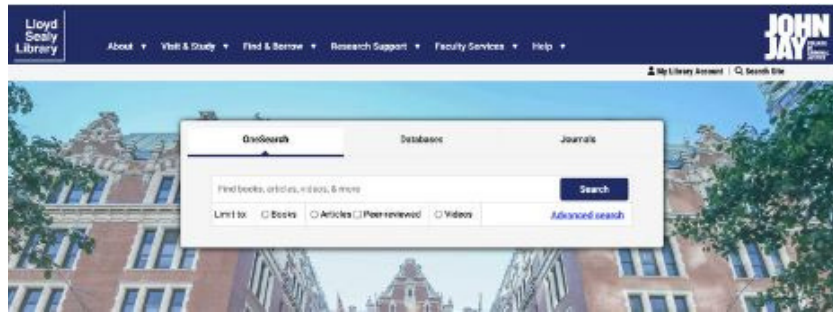 Lloyd
Sealy
Library
About ▾ Visit & Study ▾ Find & Borrow ▾ Research Support ▾ Faculty Services ▾ Help ▾
JOHN
JAY
My Library Account | Search Site
OneSearch Databases Journals
Find books, articles, videos, & more Search
Limit to: Books Articles Peer-reviewed Videos Advanced search